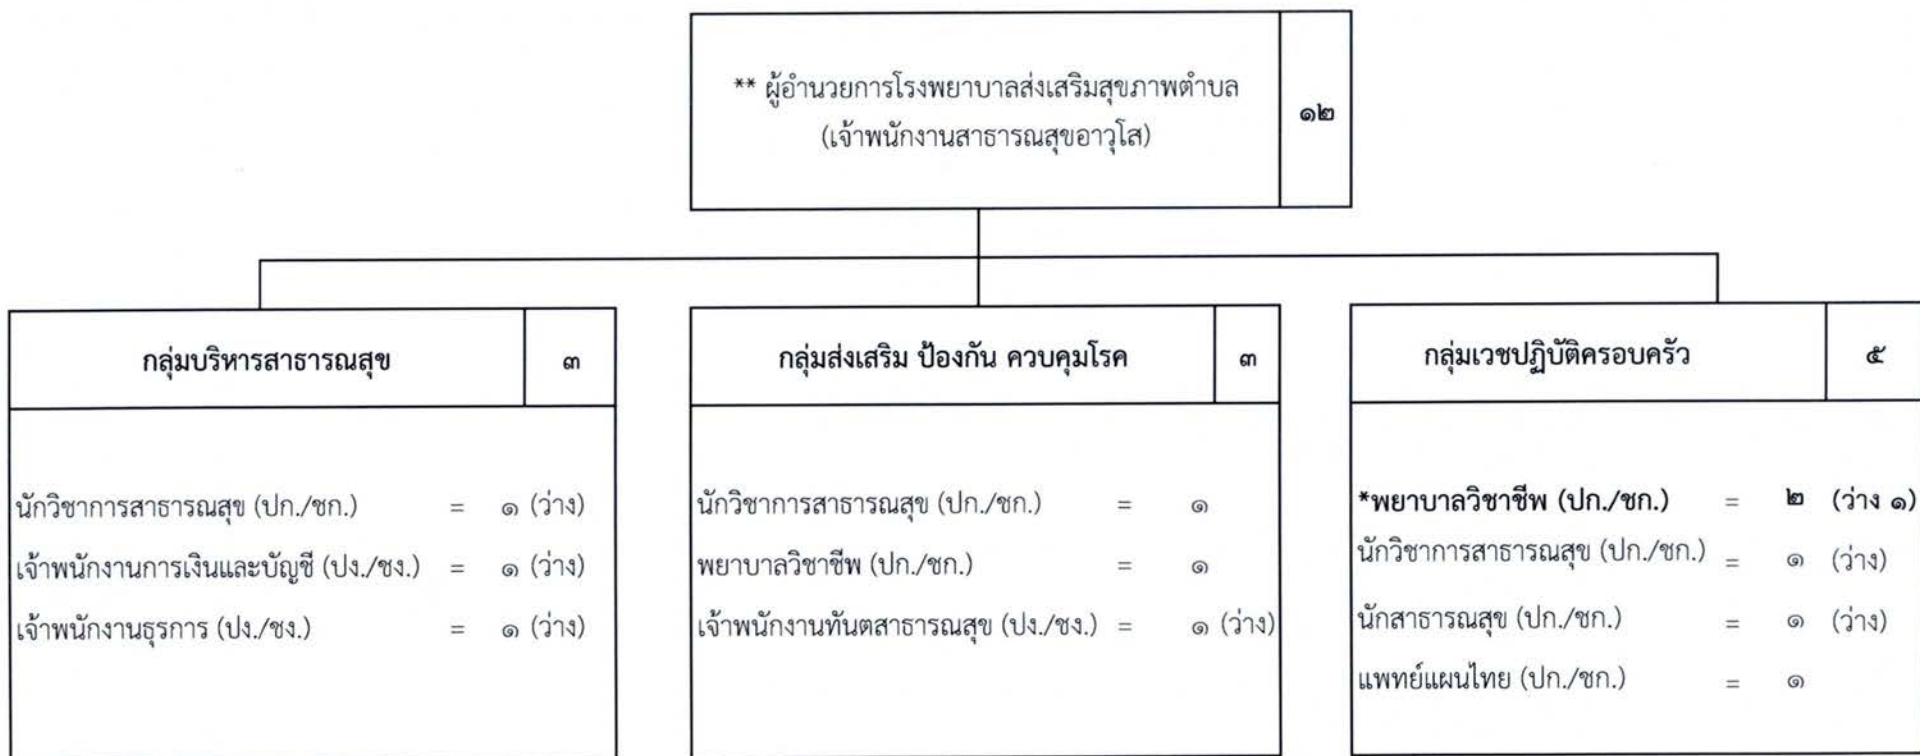 ** ผู้อำนวยการโรงพยาบาลส่งเสริมสุขภาพตำบล
(เจ้าพนักงานสาธารณสุขอาวุโส)
๑๒
กลุ่มบริหารสาธารณสุข ๓
นักวิชาการสาธารณสุข (ปก./ชก.) = ๑ (ว่าง)
เจ้าพนักงานการเงินและบัญชี (ปง./ชง.) = ๑ (ว่าง)
เจ้าพนักงานธุรการ (ปง./ชง.) = ๑ (ว่าง)
กลุ่มส่งเสริม ป้องกัน ควบคุมโรค ๓
นักวิชาการสาธารณสุข (ปก./ชก.) = ๑
พยาบาลวิชาชีพ (ปก./ชก.) = ๑
เจ้าพนักงานทันตสาธารณสุข (ปง./ชง.) = ๑ (ว่าง)
กลุ่มเวชปฏิบัติครอบครัว ๕
*พยาบาลวิชาชีพ (ปก./ชก.) = ๒ (ว่าง ๑)
นักวิชาการสาธารณสุข (ปก./ชก.) = ๑ (ว่าง)
นักสาธารณสุข (ปก./ชก.) = ๑ (ว่าง)
แพทย์แผนไทย (ปก./ชก.) = ๑